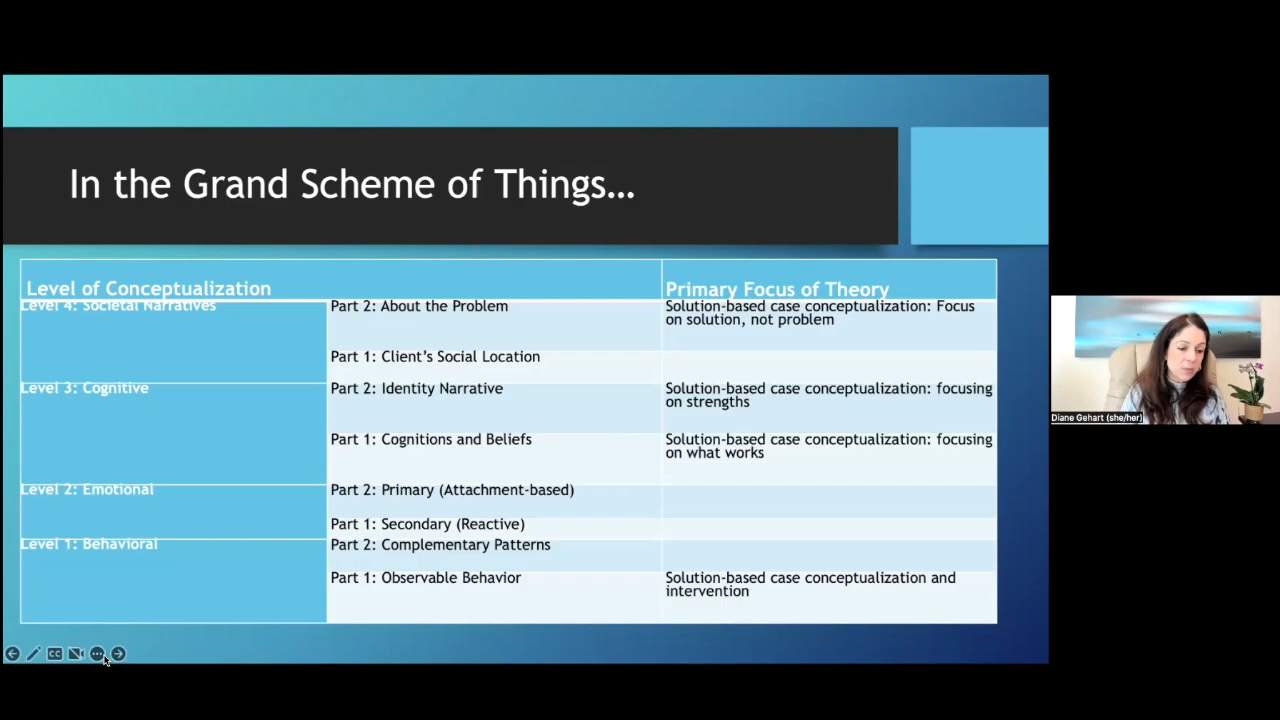 In the Grand Scheme of Things…
Level of Conceptualization
Primary Focus of Theory
Level 4: Societal Narratives
Part 2: About the Problem
Solution-based case conceptualization: Focus
on solution, not problem
Part 1: Client’s Social Location
Level 3: Cognitive
Part 2: Identity Narrative
Solution-based case conceptualization: focusing
on strengths
Part 1: Cognitions and Beliefs
Solution-based case conceptualization: focusing
on what works
Level 2: Emotional
Part 2: Primary (Attachment-based)
Part 1: Secondary (Reactive)
Level 1: Behavioral
Part 2: Complementary Patterns
Part 1: Observable Behavior
Solution-based case conceptualization and
intervention
CC
Diane Gehart (she/her)